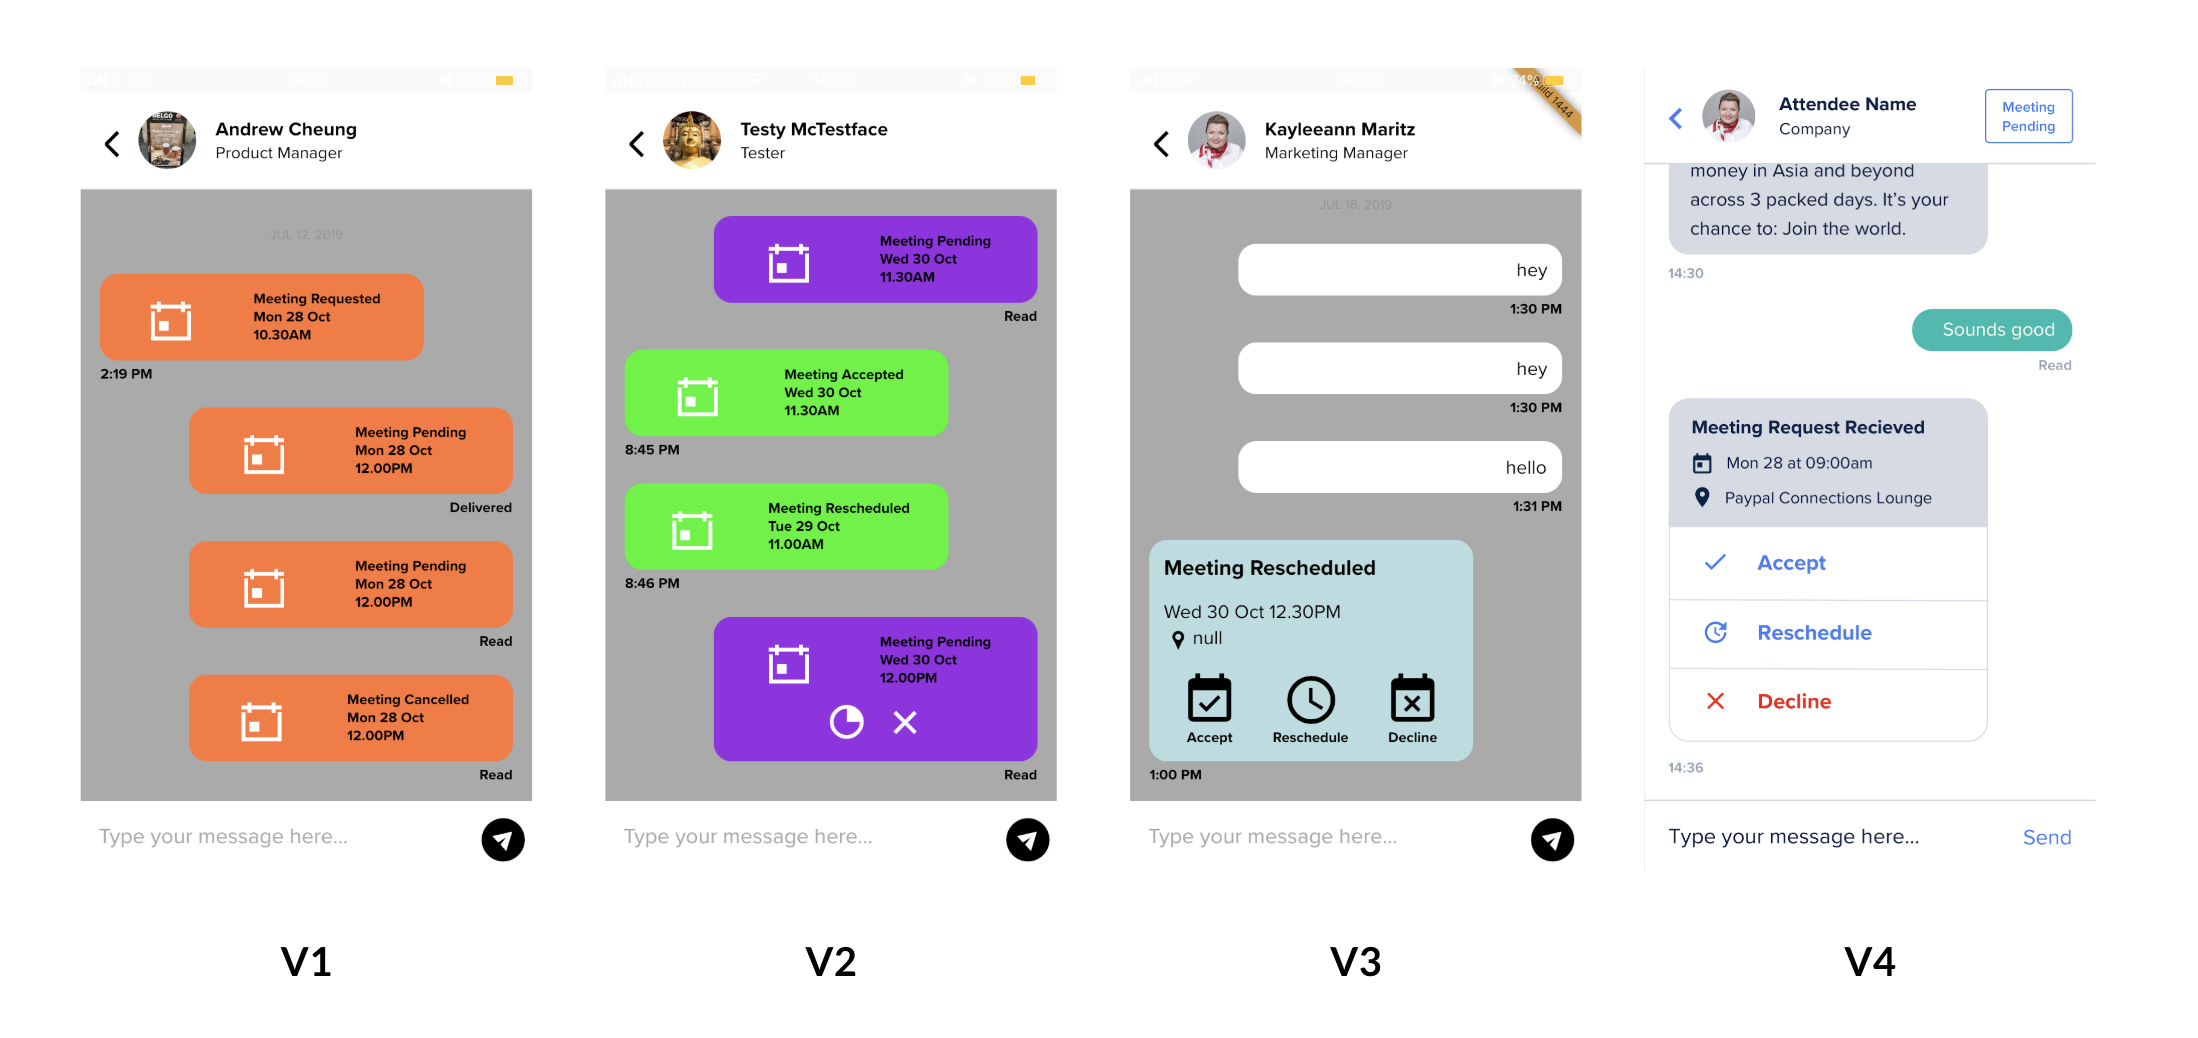 14:27
Andrew Cheung
Product Manager
JUL 12, 2019
Meeting Requested
Mon 28 Oct
10.30AM
2:19 PM
Meeting Pending
Mon 28 Oct
12.00PM
Delivered
Meeting Pending
Mon 28 Oct
12.00PM
Read
Meeting Cancelled
Mon 28 Oct
12.00PM
Read
Type your message here...
V1
Testy McTestface
Tester
Meeting Pending
Wed 30 Oct
11.30AM
Read
Meeting Accepted
Wed 30 Oct
11.30AM
8:45 PM
Meeting Rescheduled
Tue 29 Oct
11.00AM
8:46 PM
Meeting Pending
Wed 30 Oct
12.00PM
Read
Type your message here...
V2
74%
1444
Kayleeann Maritz
Marketing Manager
JUL 18, 2019
hey
1:30 PM
hey
1:30 PM
hello
1:31 PM
Meeting Rescheduled
Wed 30 Oct 12.30PM
null
Accept Reschedule Decline
1:00 PM
Type your message here...
V3
Attendee Name
Company
Meeting
Pending
money in Asia and beyond
across 3 packed days. It’s your
chance to: Join the world.
14:30
Sounds good
Read
Meeting Request Recieved
Mon 28 at 09:00am
Paypal Connections Lounge
Accept
Reschedule
Decline
14:36
Type your message here...
Send
V4